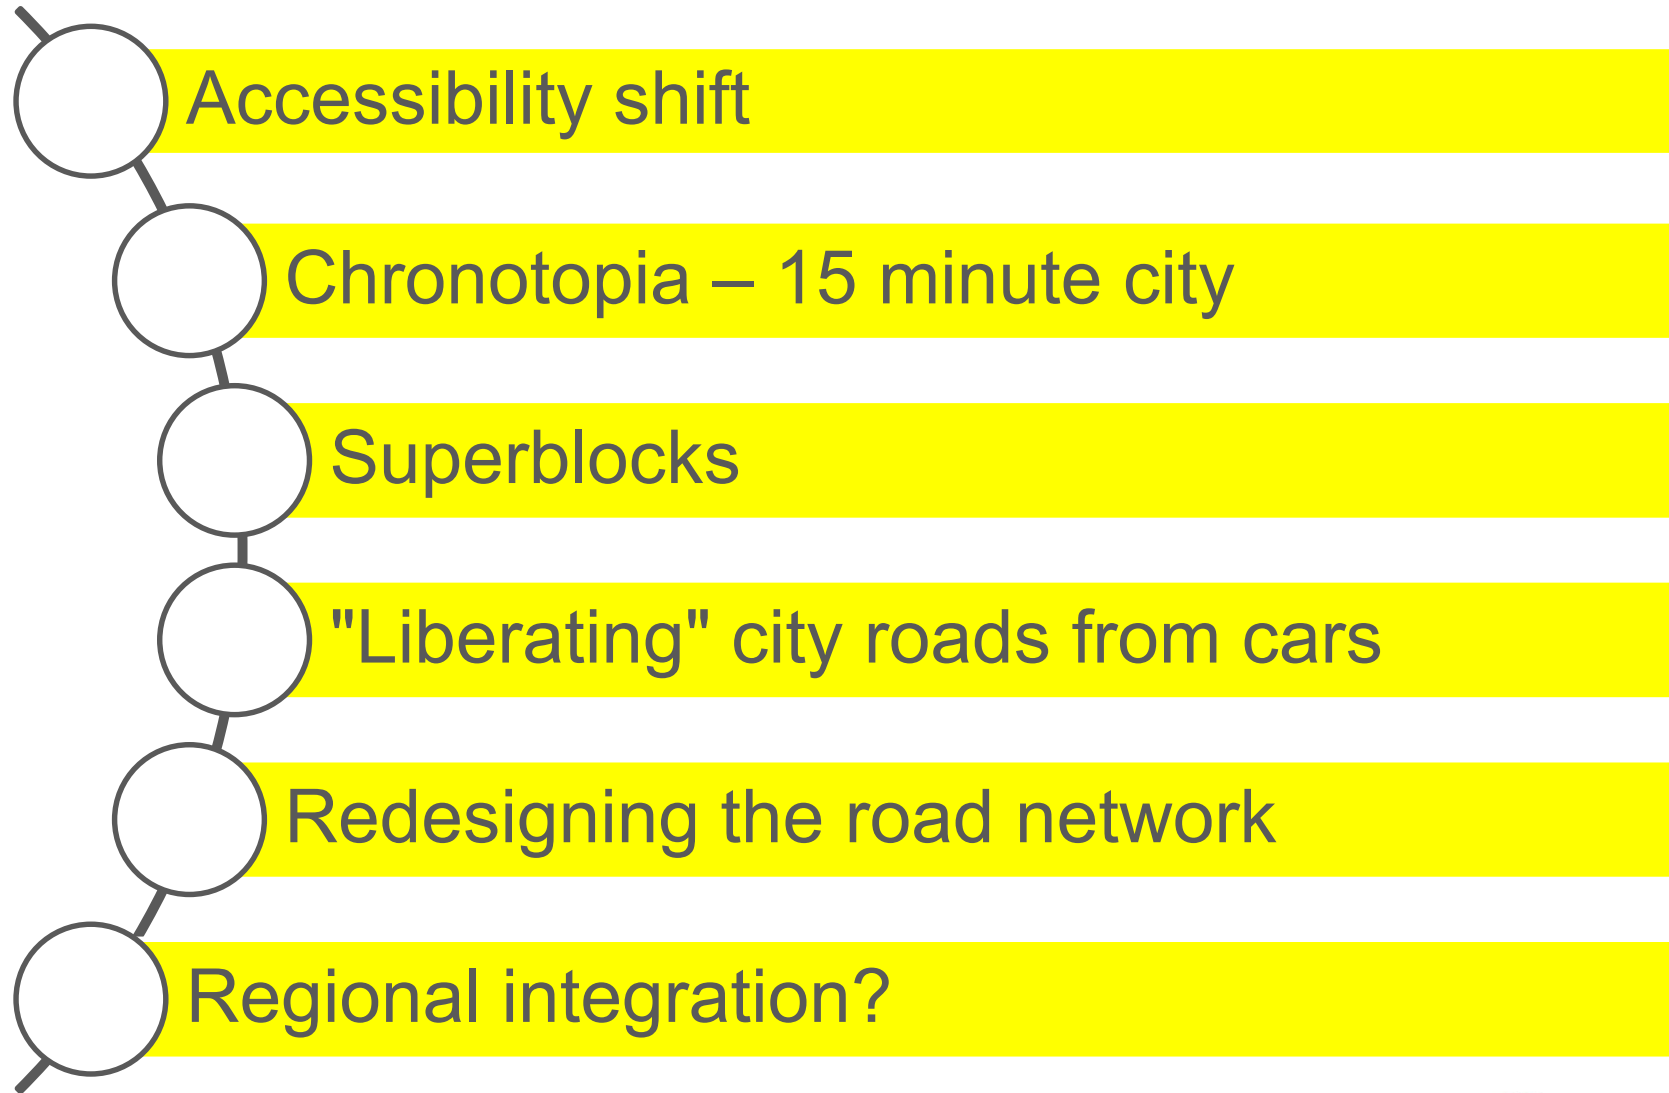 Accessibility shift
Chronotopia – 15 minute city
Superblocks
"Liberating" city roads from cars
Redesigning the road network
Regional integration?